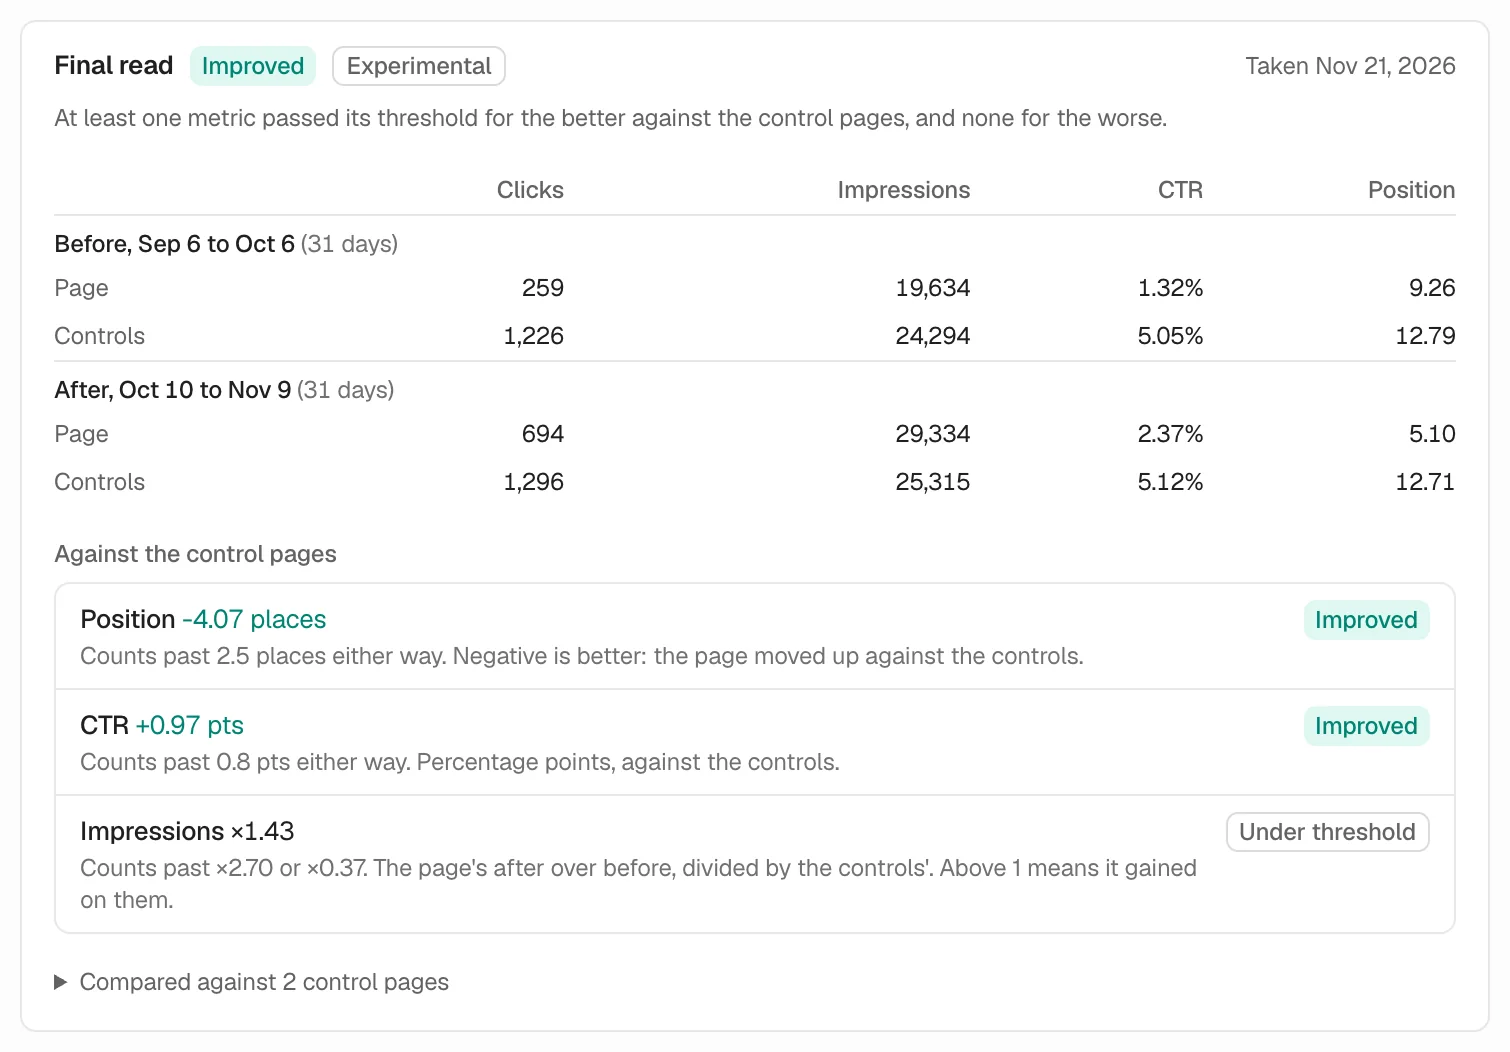 Final read Improved Experimental Taken Nov 21, 2026
At least one metric passed its threshold for the better against the control pages, and none for the worse.
Clicks Impressions CTR Position
Before, Sep 6 to Oct 6 (31 days)
Page 259 19,634 1.32% 9.26
Controls 1,226 24,294 5.05% 12.79
After, Oct 10 to Nov 9 (31 days)
Page 694 29,334 2.37% 5.10
Controls 1,296 25,315 5.12% 12.71
Against the control pages
Position -4.07 places Improved
Counts past 2.5 places either way. Negative is better: the page moved up against the controls.
CTR +0.97 pts Improved
Counts past 0.8 pts either way. Percentage points, against the controls.
Impressions ×1.43 Under threshold
Counts past ×2.70 or ×0.37. The page's after over before, divided by the controls'. Above 1 means it gained
on them.
Compared against 2 control pages